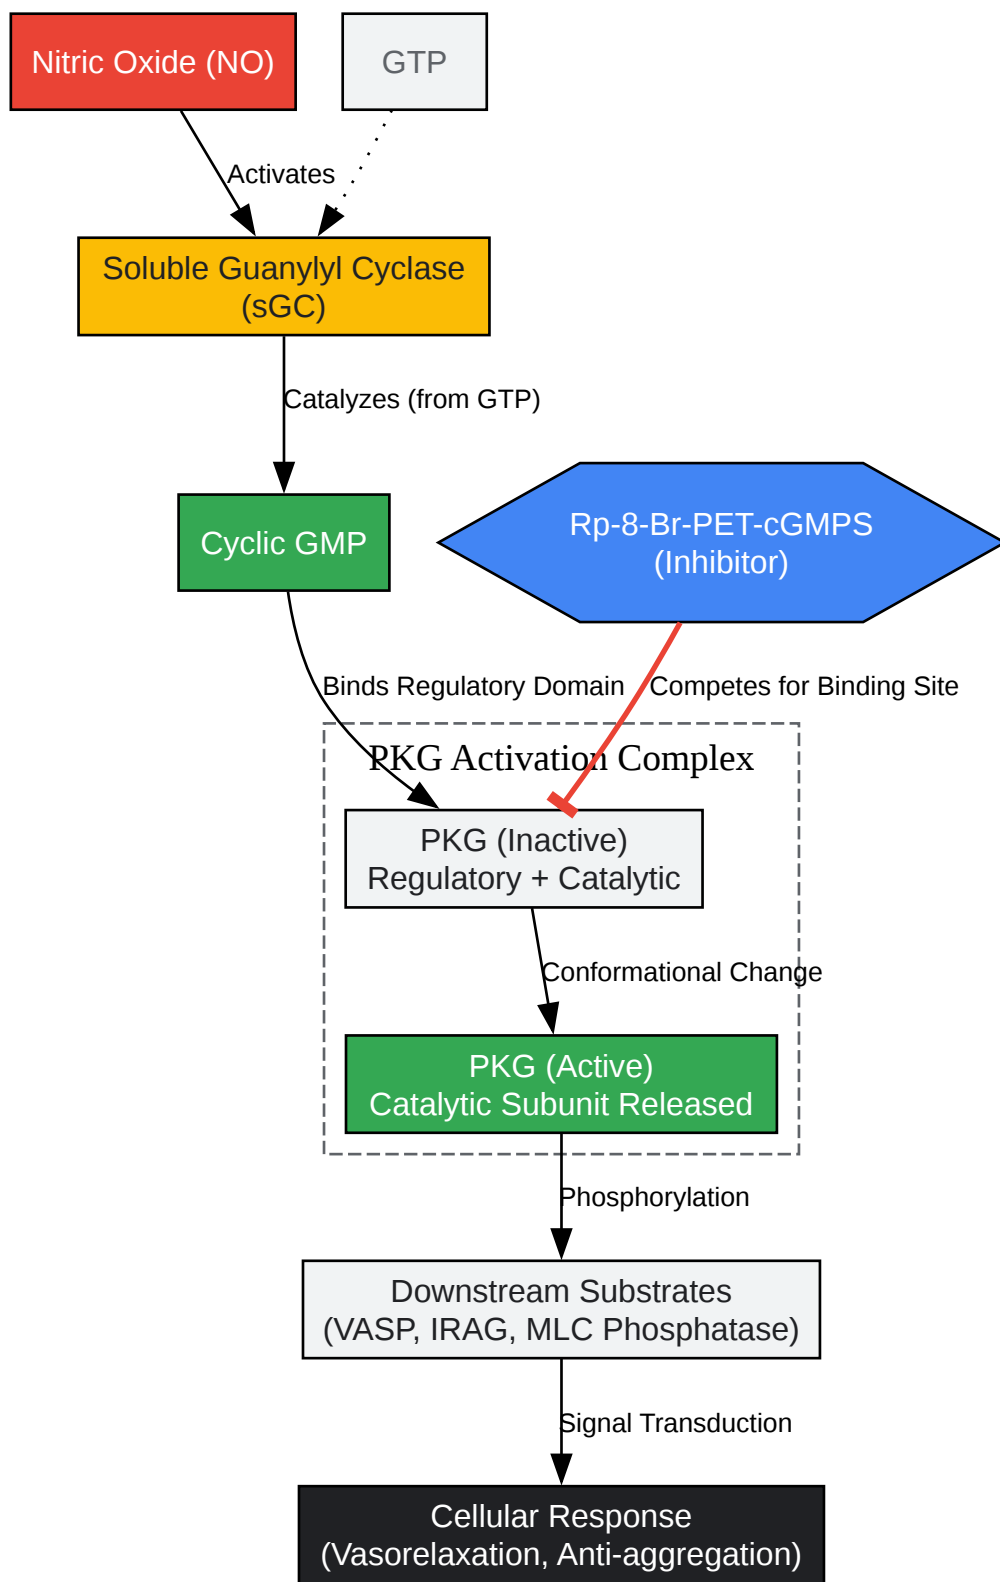 Nitric Oxide (NO)
GTP
Activates
Soluble Guanylyl Cyclase
(sGC)
Catalyzes (from GTP)
Cyclic GMP
Rp-8-Br-PET-cGMPS
(Inhibitor)
Binds Regulatory Domain
Competes for Binding Site
PKG Activation Complex
PKG (Inactive)
Regulatory + Catalytic
Conformational Change
PKG (Active)
Catalytic Subunit Released
Phosphorylation
Downstream Substrates
(VASP, IRAG, MLC Phosphatase)
Signal Transduction
Cellular Response
(Vasorelaxation, Anti-aggregation)